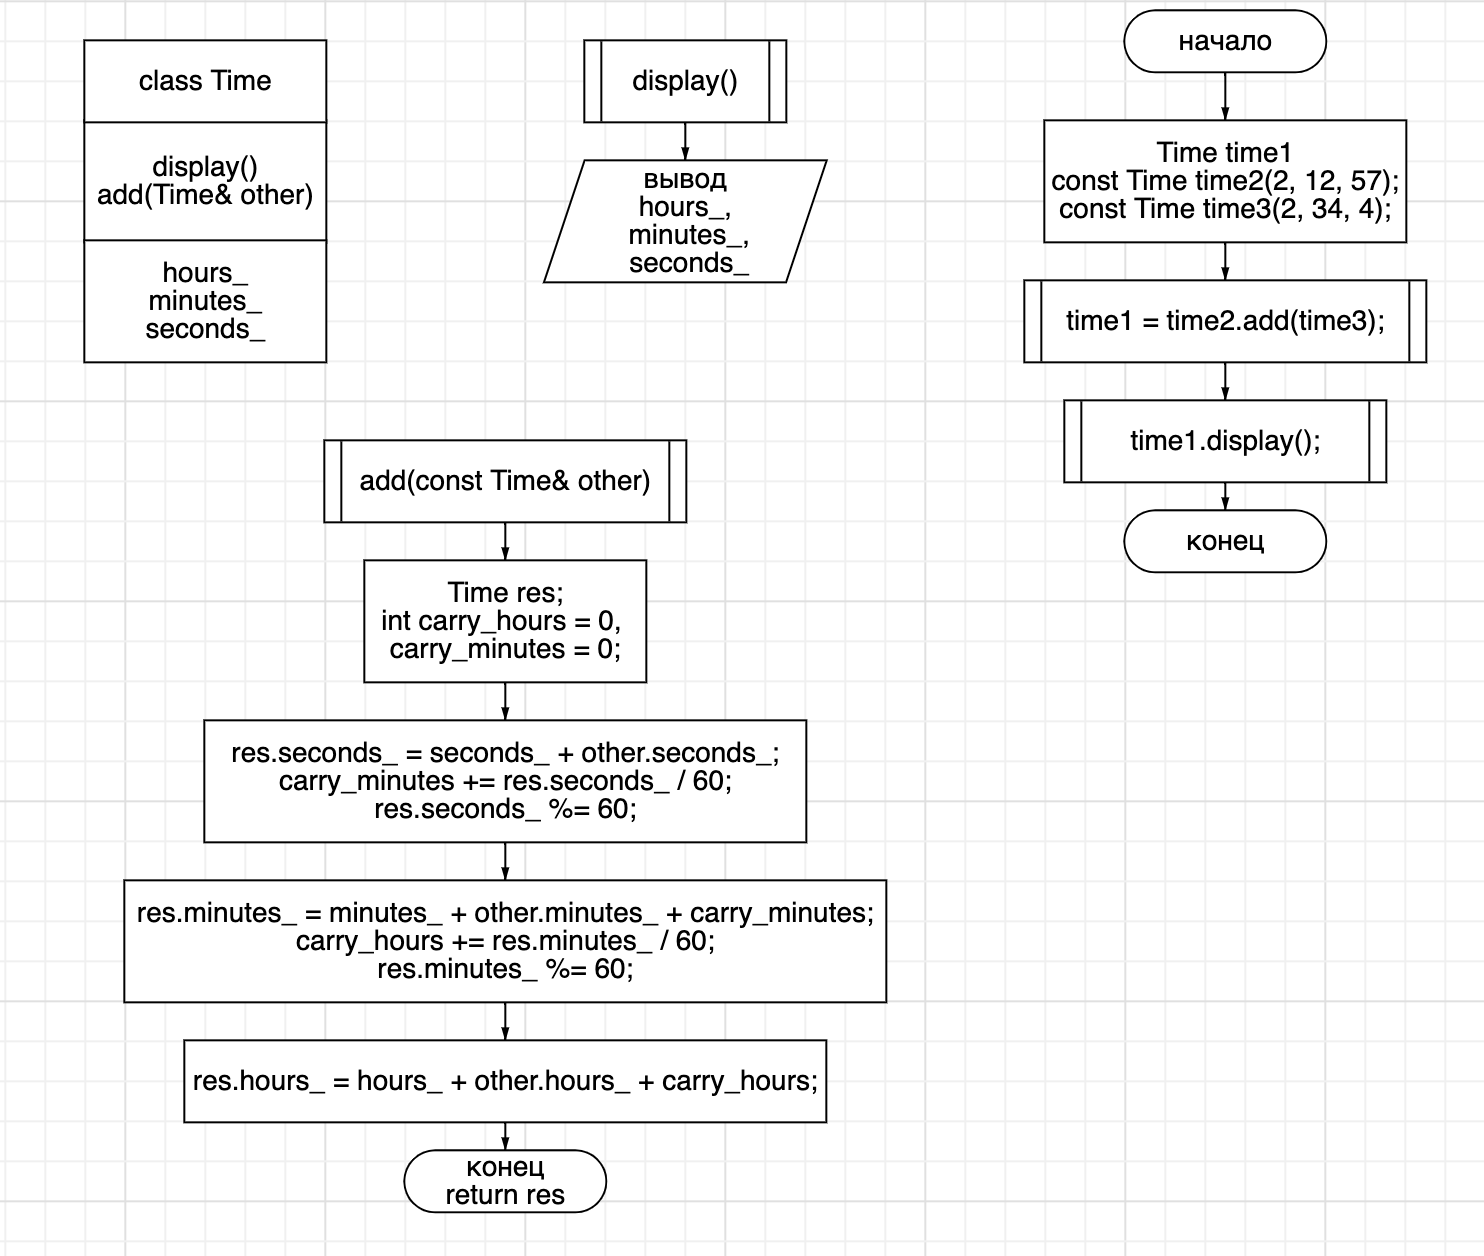 class Time
display()
add(Time& other)
hours_
minutes_
seconds_
display()
вывод
hours_,
minutes_,
seconds_
начало
Time time1
const Time time2(2, 12, 57);
const Time time3(2, 34, 4);
time1 = time2.add(time3);
time1.display();
конец
add(const Time& other)
Time res;
int carry_hours = 0,
carry_minutes = 0;
res.seconds_ = seconds_ + other.seconds_;
carry_minutes += res.seconds_ / 60;
res.seconds_ %= 60;
res.minutes_ = minutes_ + other.minutes_ + carry_minutes;
carry_hours += res.minutes_ / 60;
res.minutes_ %= 60;
res.hours_ = hours_ + other.hours_ + carry_hours;
конец
return res